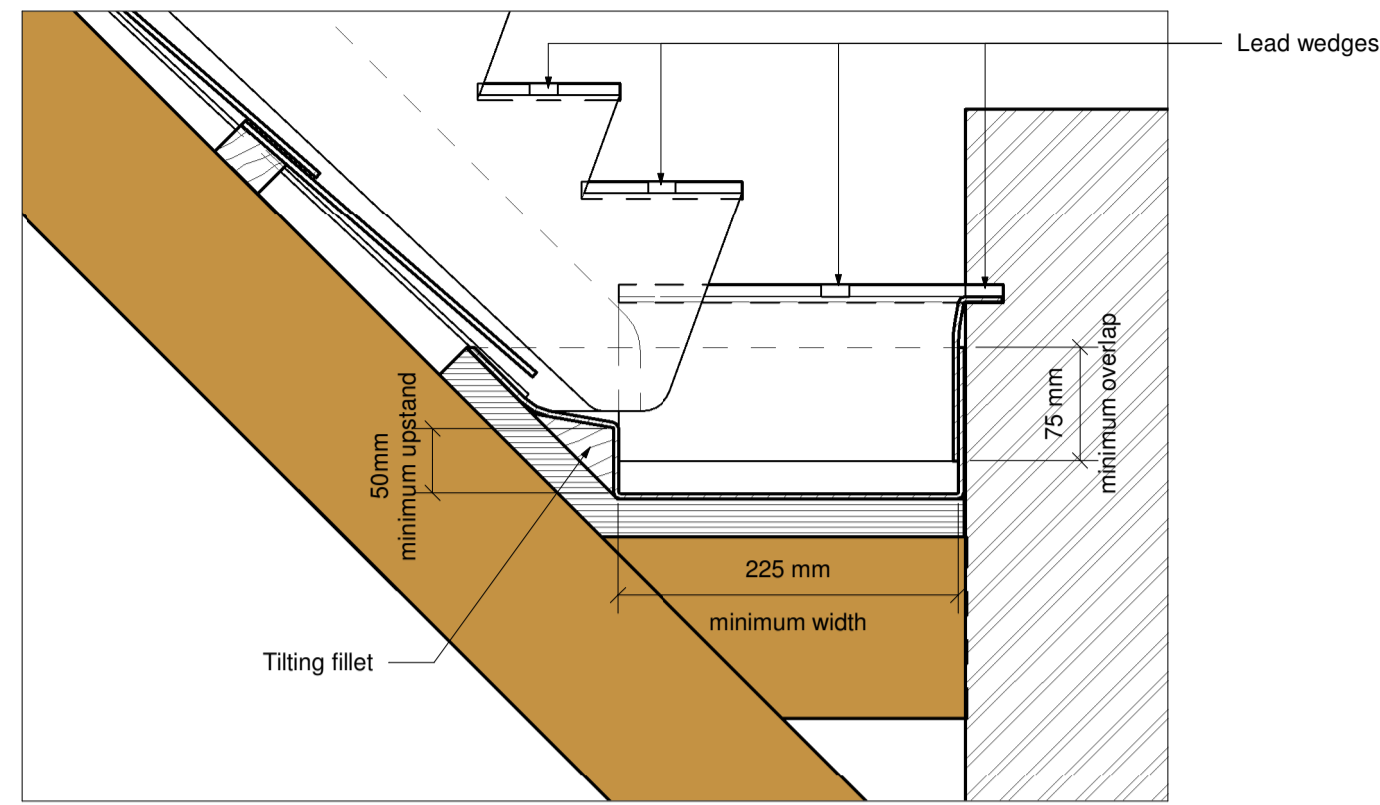 Lead wedges
50mm
minimum upstand
75 mm
minimum overlap
225 mm
minimum width
Tilting fillet